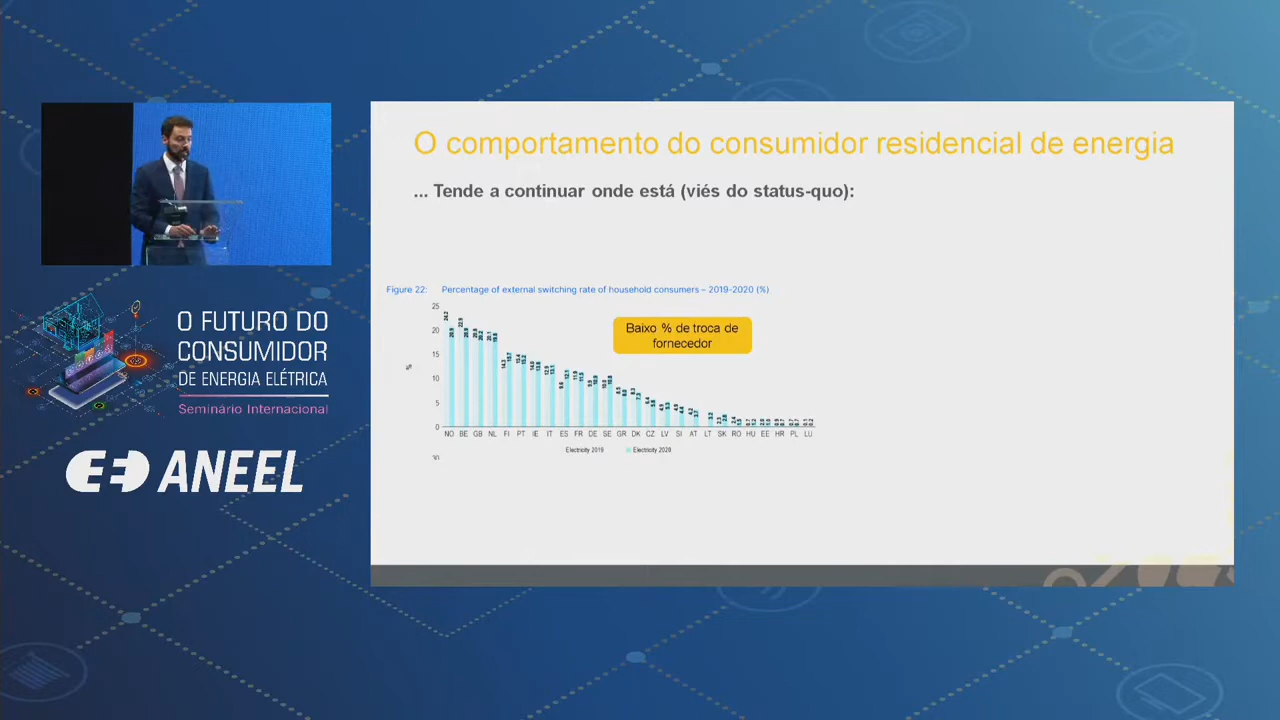 O comportamento do consumidor residencial de energia
... Tende a continuar onde está (viés do status-quo):
Figure 22: Percentage of external switching rate of household consumers – 2019-2020 (%)
Baixo % de troca de
fornecedor
%
25
20
15
10
5
0
NO BE GB NL FI PT IE IT ES FR DE SE GR DK CZ LV SI AT LT SK RO HU EE HR PL LU
Electricity 2019 Electricity 2020
30
O FUTURO DO
CONSUMIDOR
DE ENERGIA ELÉTRICA
Seminário Internacional
ANEEL